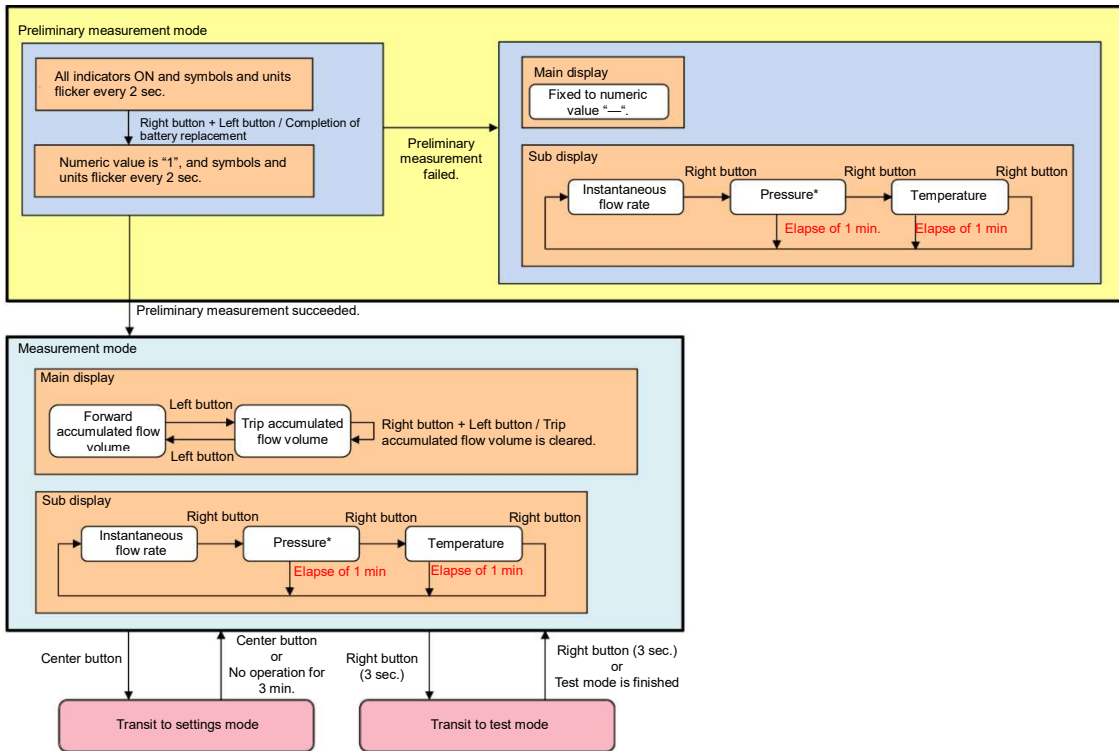 Preliminary measurement mode
All indicators ON and symbols and units
flicker every 2 sec.
Right button + Left button / Completion of
battery replacement
Numeric value is “1”, and symbols and
units flicker every 2 sec.
Preliminary
measurement
failed.
Main display
Fixed to numeric
value “—“.
Sub display
Right button
Right button
Right button
Instantaneous
flow rate
Pressure*
Temperature
Elapse of 1 min.
Elapse of 1 min
Preliminary measurement succeeded.
Measurement mode
Main display
Forward
accumulated flow
volume
Left button
Left button
Trip accumulated
flow volume
Right button + Left button / Trip
accumulated flow volume is cleared.
Sub display
Right button
Right button
Right button
Instantaneous
flow rate
Pressure*
Temperature
Elapse of 1 min
Elapse of 1 min
Center button
Center button
or
No operation for
3 min.
Right button
(3 sec.)
Right button (3 sec.)
or
Test mode is finished
Transit to settings mode
Transit to test mode